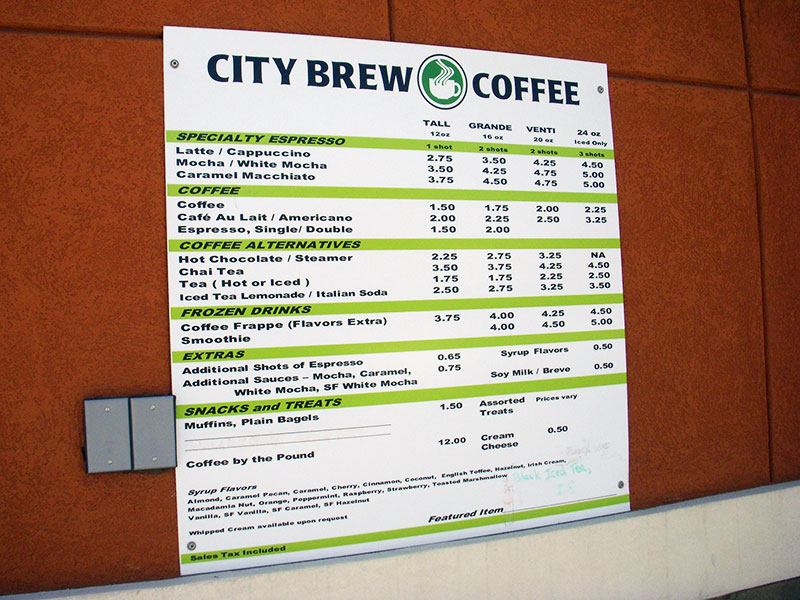 CITY BREW COFFEE
TALL GRANDE VENTI 24 oz
12oz 16 oz 20 oz Iced Only
SPECIALTY ESPRESSO 1 shot 2 shots 2 shots 3 shots
Latte / Cappuccino 2.75 3.50 4.25 4.50
Mocha / White Mocha 3.50 4.25 4.75 5.00
Caramel Macchiato 3.75 4.50 4.75 5.00
COFFEE
Coffee 1.50 1.75 2.00 2.25
Café Au Lait / Americano 2.00 2.25 2.50 3.25
Espresso, Single/ Double 1.50 2.00
COFFEE ALTERNATIVES
Hot Chocolate / Steamer 2.25 2.75 3.25 NA
Chai Tea 3.50 3.75 4.25 4.50
Tea ( Hot or Iced ) 1.75 1.75 2.25 2.50
Iced Tea Lemonade / Italian Soda 2.50 2.75 3.25 3.50
FROZEN DRINKS
Coffee Frappe (Flavors Extra) 3.75 4.00 4.25 4.50
Smoothie 4.00 4.50 5.00
EXTRAS
Additional Shots of Espresso 0.65 Syrup Flavors 0.50
Additional Sauces – Mocha, Caramel, 0.75
White Mocha, SF White Mocha Soy Milk / Breve 0.50
SNACKS and TREATS
Muffins, Plain Bagels 1.50 Assorted Prices vary
Treats
Coffee by the Pound 12.00 Cream 0.50
Cheese
Syrup Flavors
Almond, Caramel Pecan, Caramel, Cherry, Cinnamon, Coconut, English Toffee, Hazelnut, Irish Cream,
Macadamia Nut, Orange, Peppermint, Raspberry, Strawberry, Toasted Marshmallow
Vanilla, SF Vanilla, SF Caramel, SF Hazelnut
Whipped Cream available upon request
Featured Item
Sales Tax Included